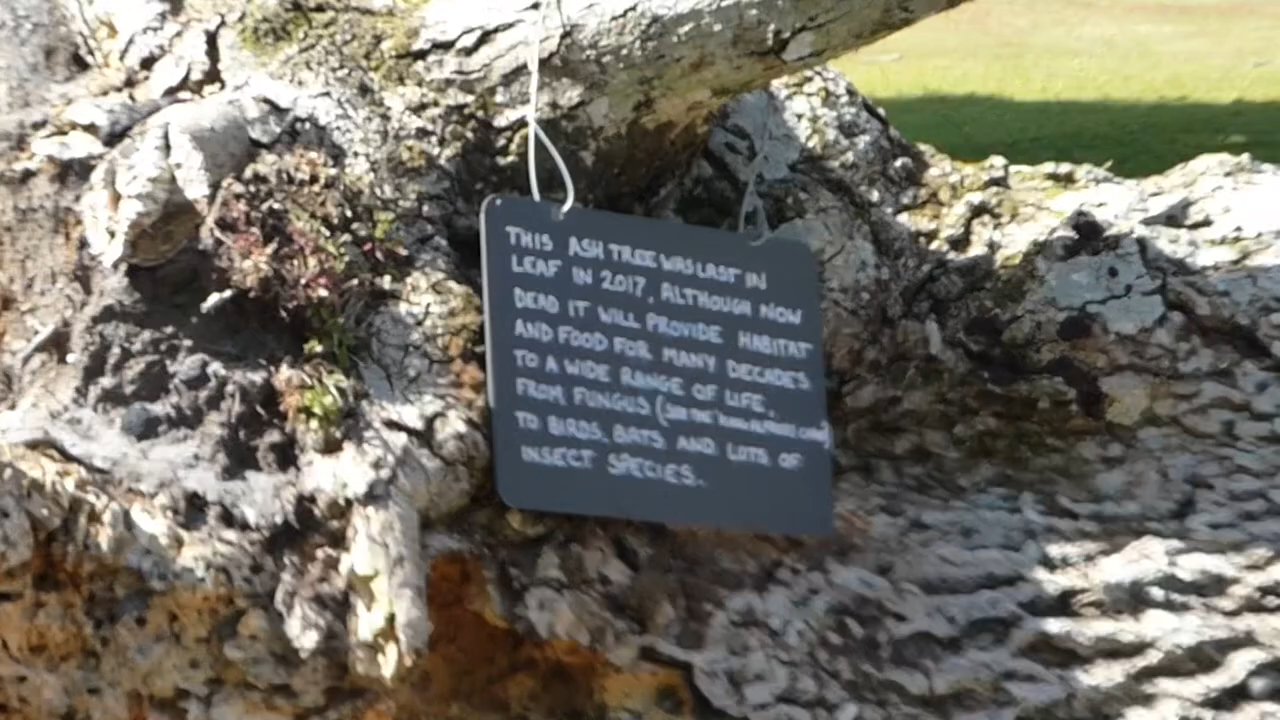 THIS ASH TREE WAS LAST IN
LEAF IN 2017, ALTHOUGH NOW
DEAD IT WILL PROVIDE HABITAT
AND FOOD FOR MANY DECADES
TO A WIDE RANGE OF LIFE.
FROM FUNGUS (
TO BIRDS, BATS AND LOTS OF
INSECT SPECIES.